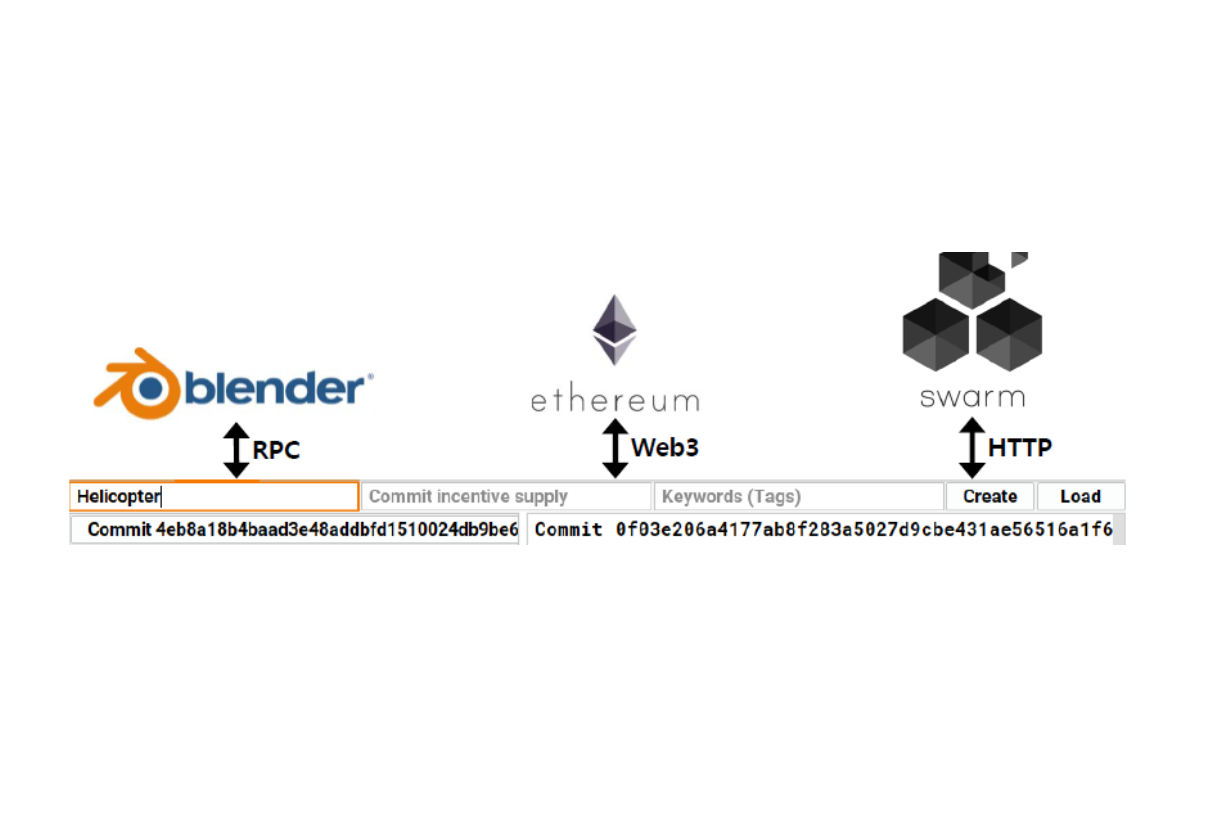 blender®
ethereum
swarm
RPC
Web3
HTTP
Helicopter
Commit incentive supply
Keywords (Tags)
Create
Load
Commit 4eb8a18b4baad3e48addbfd1510024db9be6
Commit 0f03e206a4177ab8f283a5027d9cbe431ae56516a1f6